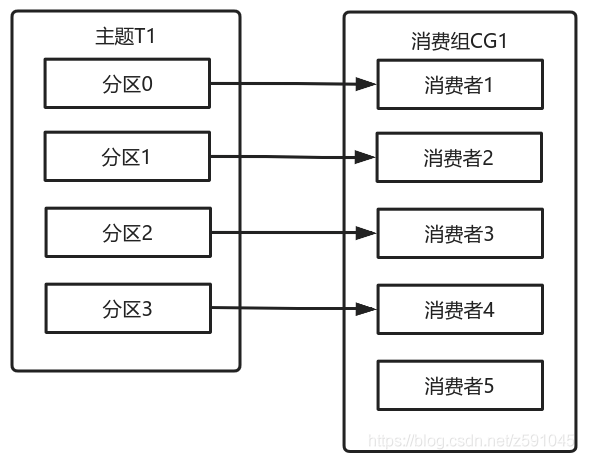 主题T1
分区0
分区1
分区2
分区3
消费组CG1
消费者1
消费者2
消费者3
消费者4
消费者5
https://blog.csdn.net/z591045